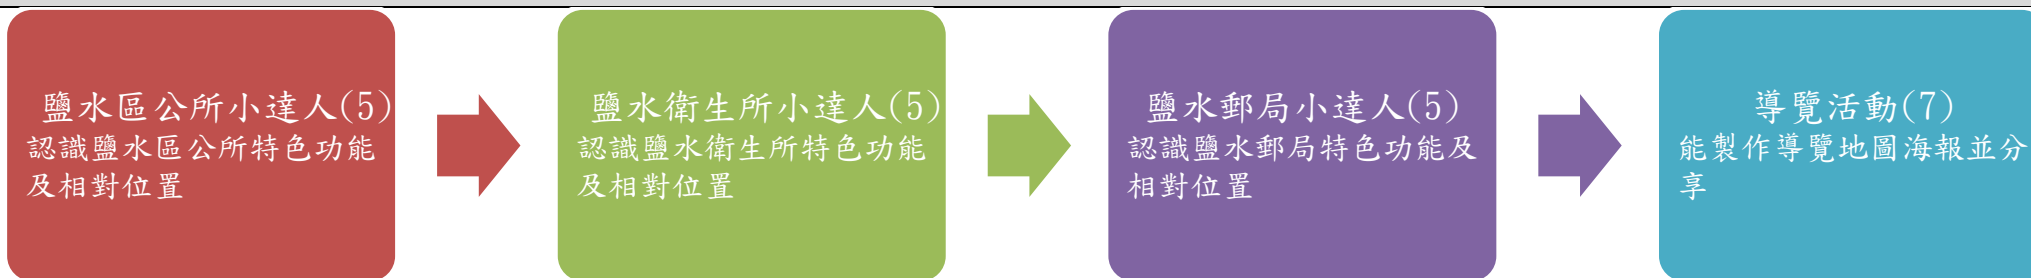 鹽水區公所小達人(5)
認識鹽水區公所特色功能
及相對位置
鹽水衛生所小達人(5)
認識鹽水衛生所特色功能
及相對位置
鹽水郵局小達人(5)
認識鹽水郵局特色功能及
相對位置
導覽活動(7)
能製作導覽地圖海報並分
享